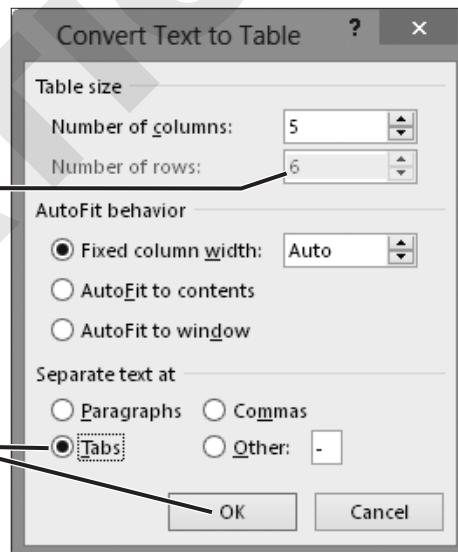 Convert Text to Table ? ×
Table size
Number of columns: 5
Number of rows: 6
AutoFit behavior
Fixed column width: Auto
AutoFit to contents
AutoFit to window
Separate text at
Paragraphs Commas
Tabs Other: -
OK Cancel